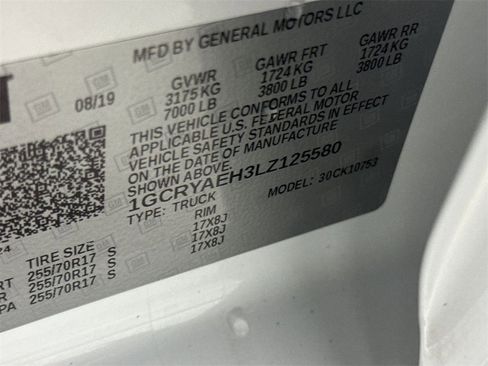 MFD BY GENERAL MOTORS LLC
08/19
GVWR GAWR FRT GAWR RR
3175 KG 1724 KG 1724 KG
7000 LB 3800 LB 3800 LB
THIS VEHICLE CONFORMS TO ALL
APPLICABLE U.S. FEDERAL MOTOR
VEHICLE SAFETY STANDARDS IN EFFECT
ON THE DATE OF MANUFACTURE
SHOWN ABOVE
1GCRYAEH3LZ125580
TYPE: TRUCK MODEL: 30CK10753
TIRE SIZE RIM
RT 255/70R17 S 17X8J
R 255/70R17 S 17X8J
PA 255/70R17 S 17X8J